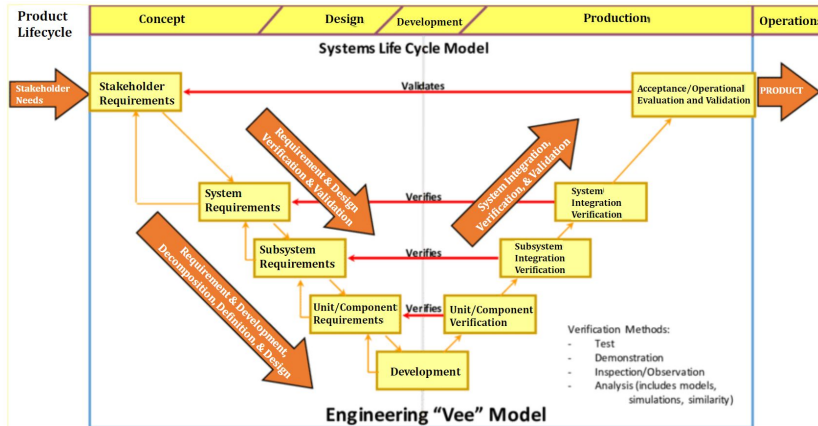 Product
Lifecycle
Concept
Design
Development
Production
Operations
Systems Life Cycle Model
Stakeholder
Needs
Stakeholder
Requirements
Validates
Acceptance/Operational
Evaluation and Validation
PRODUCT
Requirement & Design
Verification & Validation
System Integration,
Verification, & Validation
System
Requirements
Verifies
System
Integration
Verification
Subsystem
Requirements
Verifies
Subsystem
Integration
Verification
Requirement & Development,
Decomposition, Definition, & Design
Unit/Component
Requirements
Verifies
Unit/Component
Verification
Development
Verification Methods:
- Test
- Demonstration
- Inspection/Observation
- Analysis (includes models,
simulations, similarity)
Engineering “Vee” Model